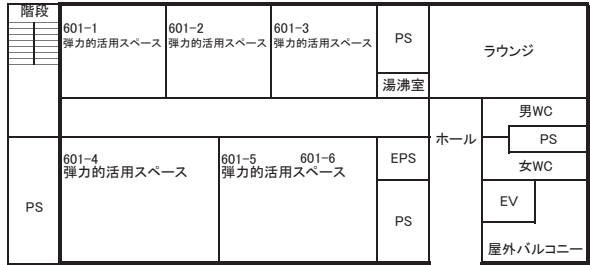 階段
601-1
弾力的活用スペース
601-2
弾力的活用スペース
601-3
弾力的活用スペース
PS
湯沸室
ラウンジ
男WC
ホール
PS
女WC
601-4
弾力的活用スペース
601-5 601-6
弾力的活用スペース
EPS
PS
PS
EV
屋外バルコニー